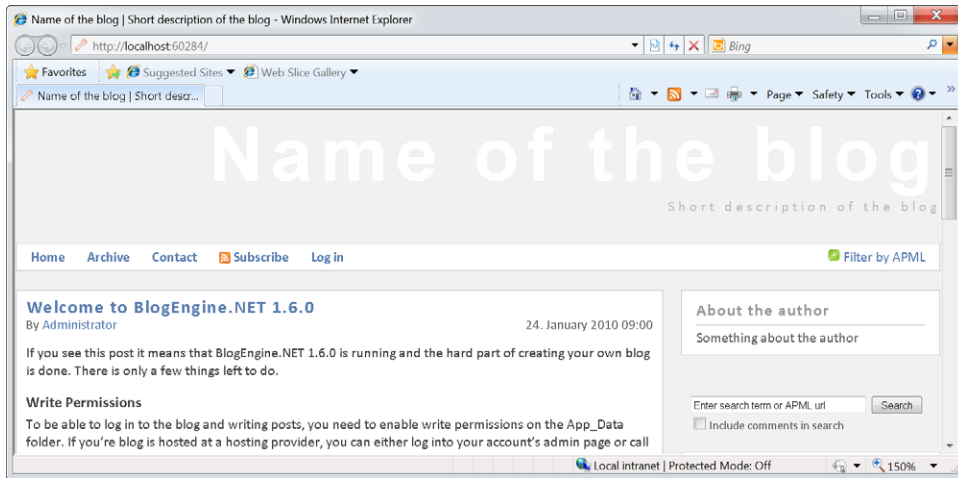 Name of the blog | Short description of the blog - Windows Internet Explorer
http://localhost:60284/
Bing
Favorites
Suggested Sites
Web Slice Gallery
Name of the blog | Short descr...
Page
Safety
Tools
Name of the blog
Short description of the blog
Home
Archive
Contact
Subscribe
Log in
Filter by APML
Welcome to BlogEngine.NET 1.6.0
By Administrator
24. January 2010 09:00
If you see this post it means that BlogEngine.NET 1.6.0 is running and the hard part of creating your own blog
is done. There is only a few things left to do.
Write Permissions
To be able to log in to the blog and writing posts, you need to enable write permissions on the App_Data
folder. If you're blog is hosted at a hosting provider, you can either log into your account's admin page or call
About the author
Something about the author
Enter search term or APML url
Search
Include comments in search
Local intranet | Protected Mode: Off
150%